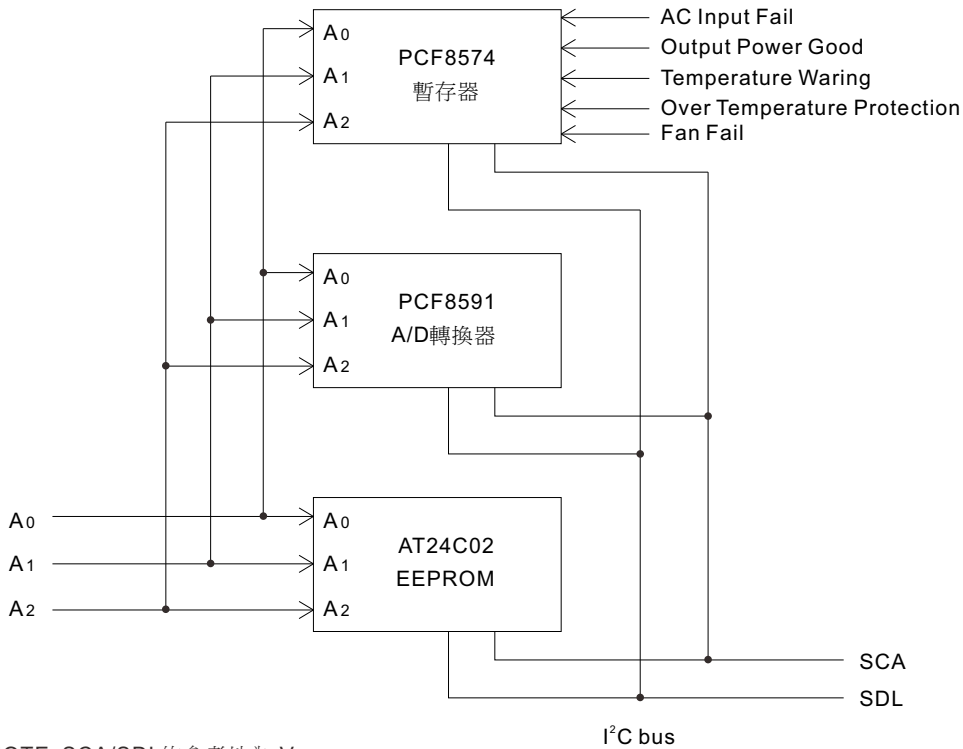 A0
A1
A2
PCF8574
暫存器
AC Input Fail
Output Power Good
Temperature Waring
Over Temperature Protection
Fan Fail
A0
A1
A2
PCF8591
A/D轉換器
A0
A1
A2
A0
A1
A2
AT24C02
EEPROM
SCA
SDL
I²C bus